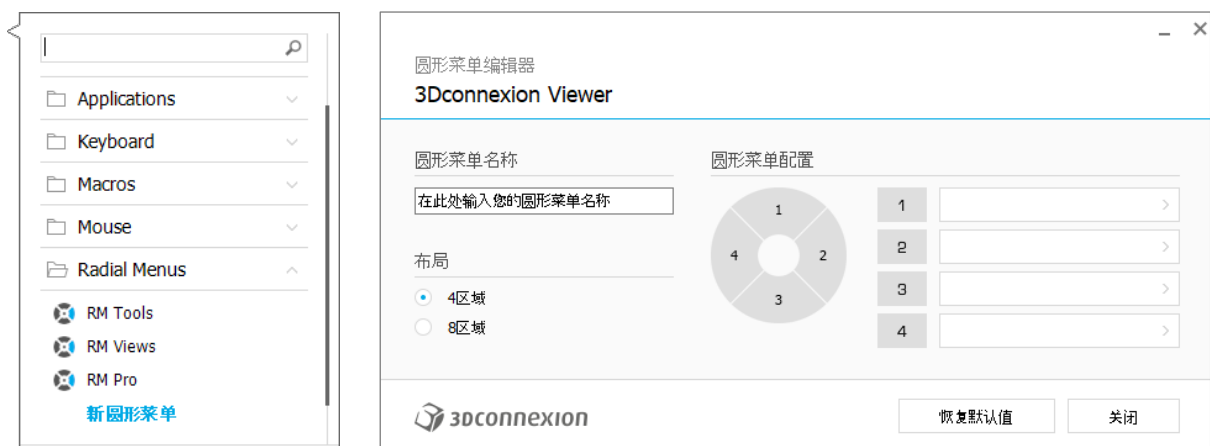 Applications
Keyboard
Macros
Mouse
Radial Menus
RM Tools
RM Views
RM Pro
新圆形菜单
圆形菜单编辑器
3Dconnexion Viewer
圆形菜单名称
在此处输入您的圆形菜单名称
布局
4区域
8区域
圆形菜单配置
1
2
3
4
1
2
3
4
3Dconnexion
恢复默认值
关闭